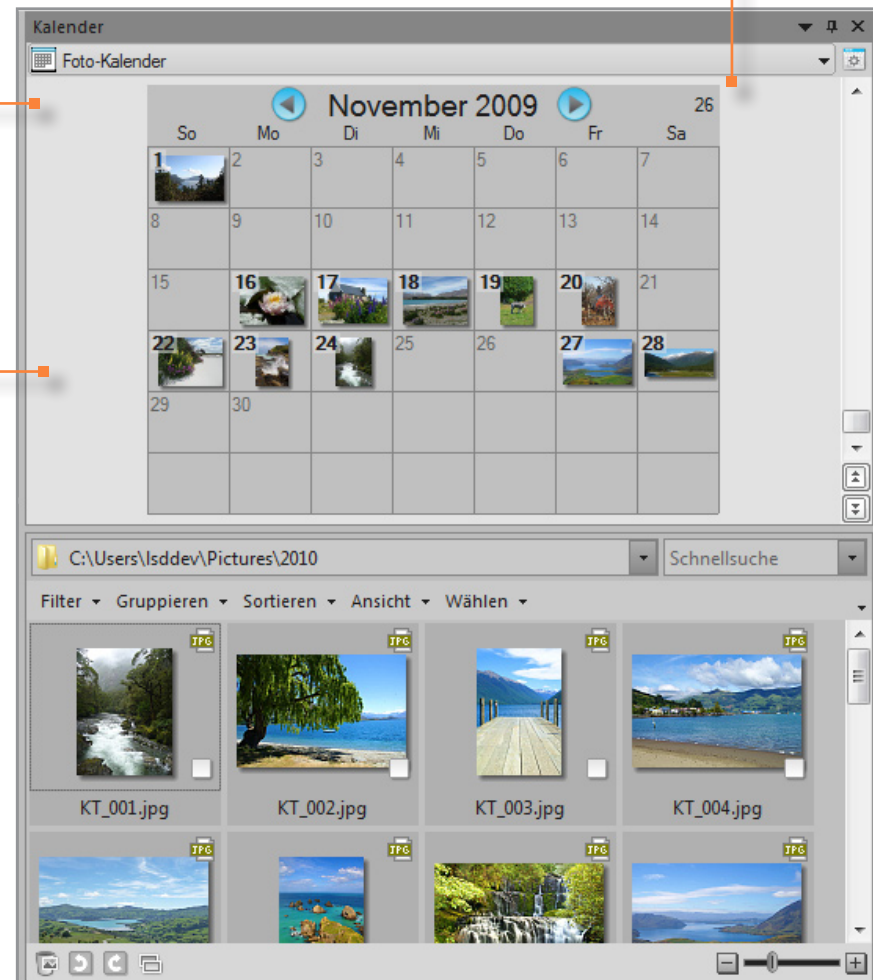 Kalender
Foto-Kalender
November 2009 26
So Mo Di Mi Do Fr Sa
1 2 3 4 5 6 7
8 9 10 11 12 13 14
15 16 17 18 19 20 21
22 23 24 25 26 27 28
29 30
C:\Users\lsddev\Pictures\2010 Schnellsuche
Filter Gruppieren Sortieren Ansicht Wählen
JPG JPG JPG JPG
KT_001.jpg KT_002.jpg KT_003.jpg KT_004.jpg
JPG JPG JPG JPG